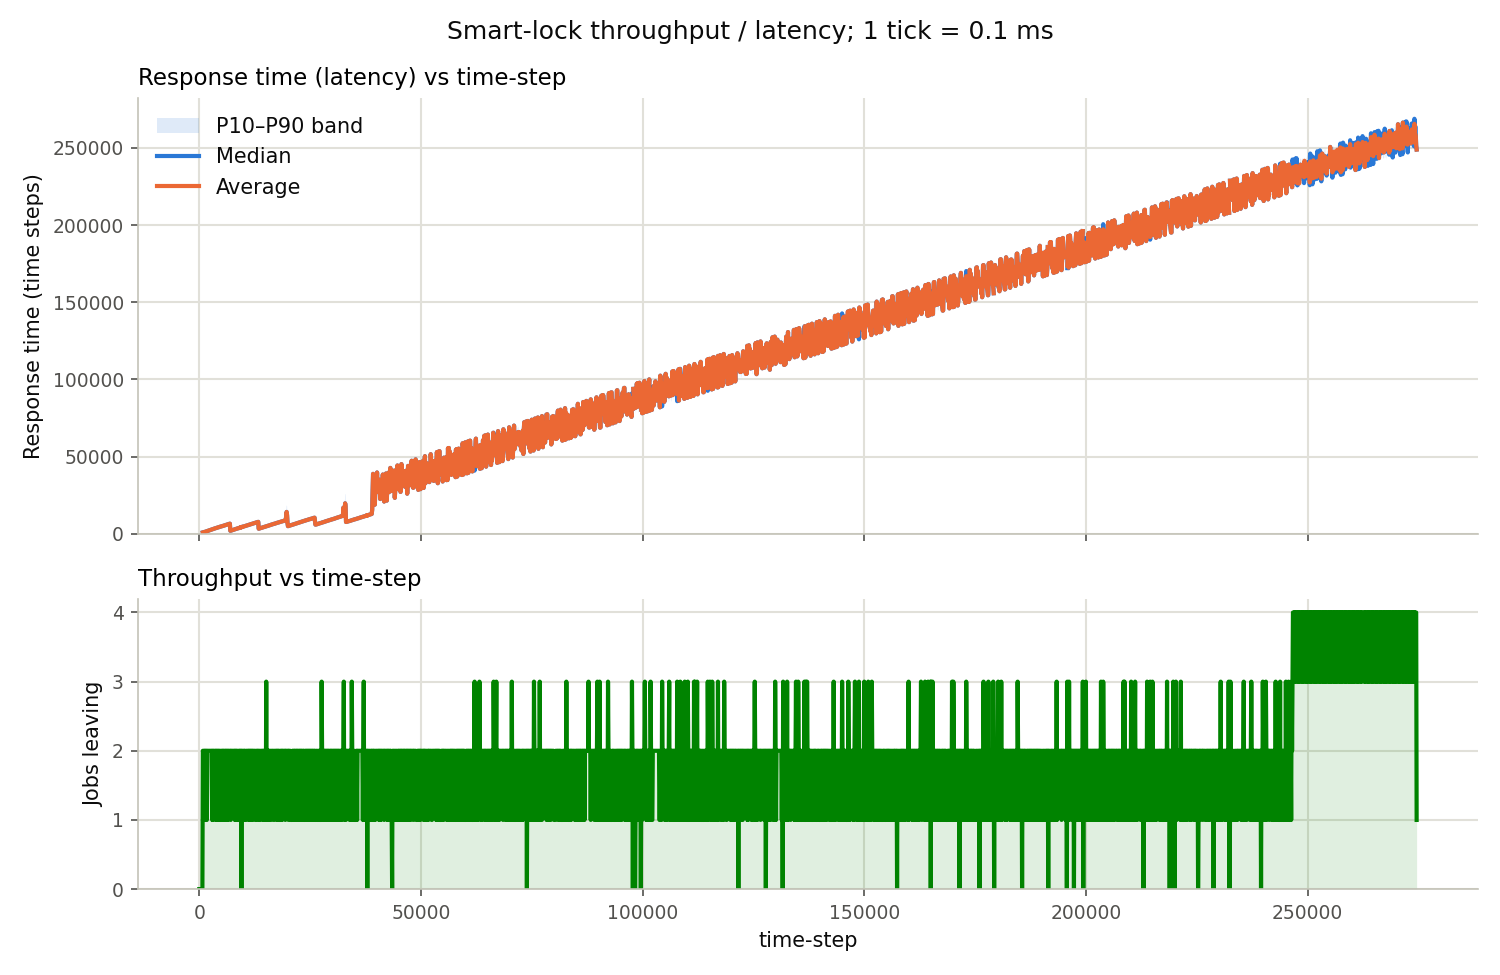 Smart-lock throughput / latency; 1 tick = 0.1 ms
Response time (latency) vs time-step
P10–P90 band
Median
Average
Response time (time steps)
250000
200000
150000
100000
50000
0
Throughput vs time-step
Jobs leaving
4
3
2
1
0
0 50000 100000 150000 200000 250000
time-step